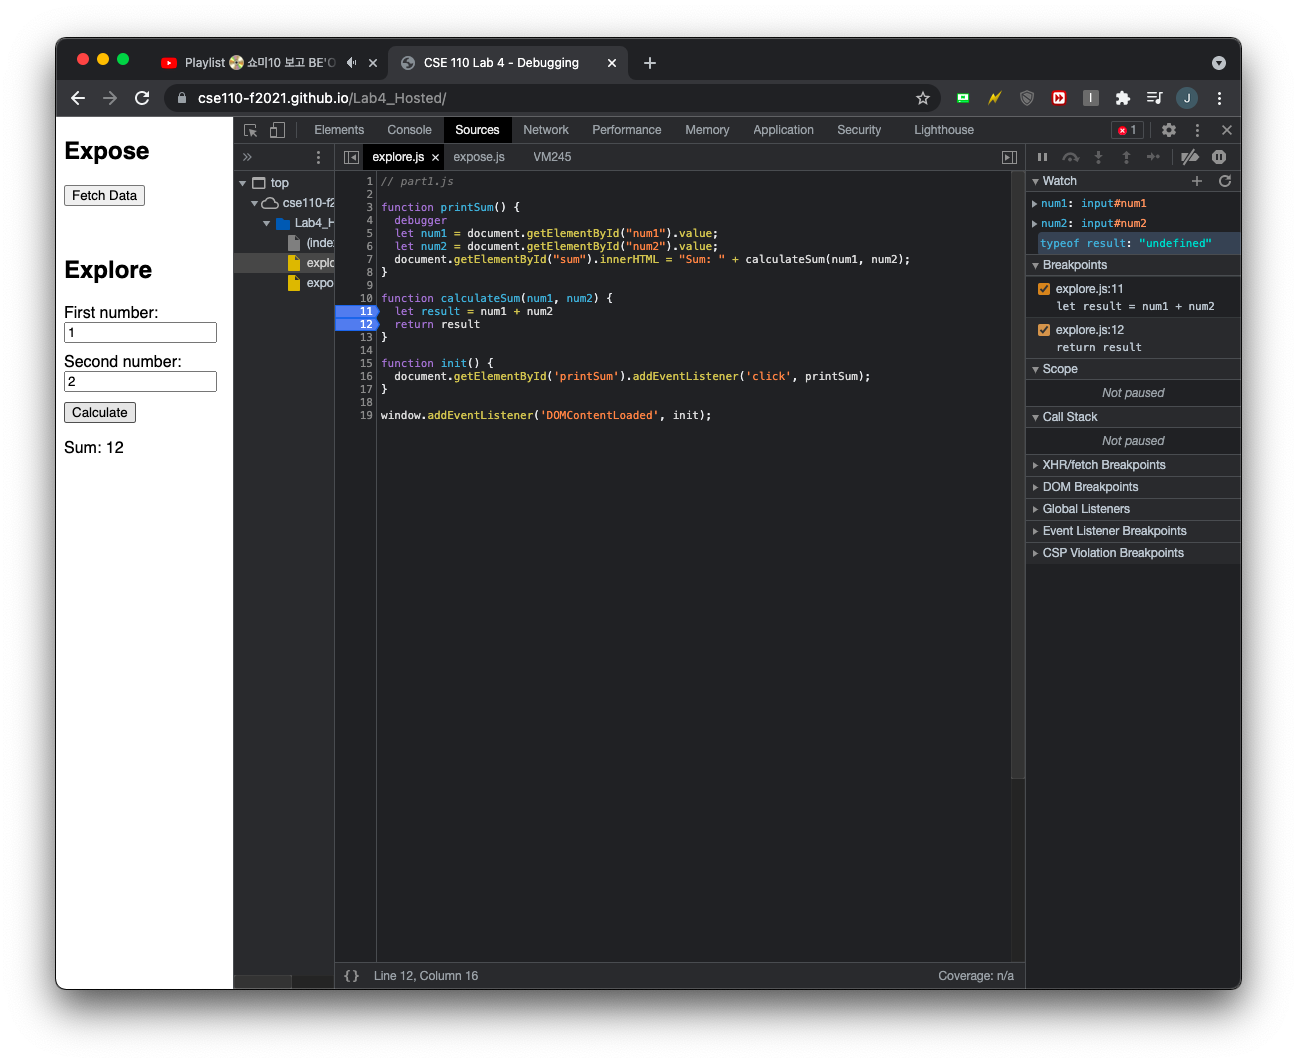 Playlist 📀 쇼미10 보고 BE'O
CSE 110 Lab 4 - Debugging
cse110-f2021.github.io/Lab4_Hosted/
J
Expose
Fetch Data
Explore
First number:
1
Second number:
2
Calculate
Sum: 12
Elements Console Sources Network Performance Memory Application Security Lighthouse 1
top
cse110-f2
Lab4_H
(inde
explo
expo
explore.js expose.js VM245
1 // part1.js
2
3 function printSum() {
4 debugger
5 let num1 = document.getElementById("num1").value;
6 let num2 = document.getElementById("num2").value;
7 document.getElementById("sum").innerHTML = "Sum: " + calculateSum(num1, num2);
8 }
9
10 function calculateSum(num1, num2) {
11 let result = num1 + num2
12 return result
13 }
14
15 function init() {
16 document.getElementById('printSum').addEventListener('click', printSum);
17 }
18
19 window.addEventListener('DOMContentLoaded', init);
{} Line 12, Column 16
Coverage: n/a
Watch
num1: input#num1
num2: input#num2
typeof result: "undefined"
Breakpoints
explore.js:11
let result = num1 + num2
explore.js:12
return result
Scope
Not paused
Call Stack
Not paused
XHR/fetch Breakpoints
DOM Breakpoints
Global Listeners
Event Listener Breakpoints
CSP Violation Breakpoints